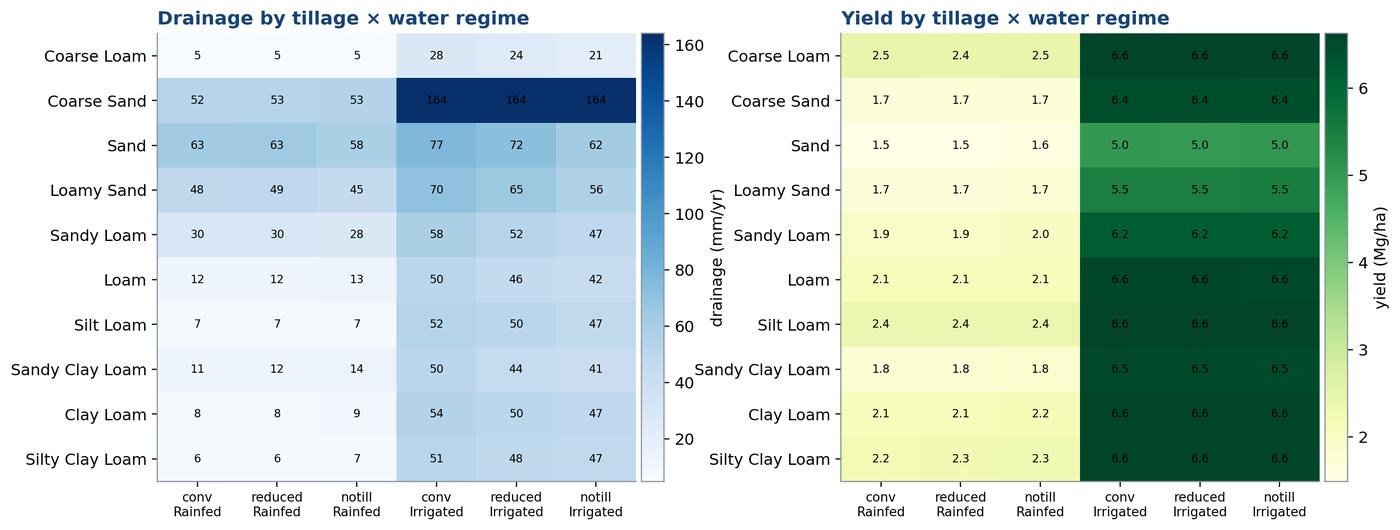 Drainage by tillage × water regime
Coarse Loam 5 5 5 28 24 21
Coarse Sand 52 53 53 164 164 164
Sand 63 63 58 77 72 62
Loamy Sand 48 49 45 70 65 56
Sandy Loam 30 30 28 58 52 47
Loam 12 12 13 50 46 42
Silt Loam 7 7 7 52 50 47
Sandy Clay Loam 11 12 14 50 44 41
Clay Loam 8 8 9 54 50 47
Silty Clay Loam 6 6 7 51 48 47
conv reduced notill conv reduced notill
Rainfed Rainfed Rainfed Irrigated Irrigated Irrigated
160
140
120
100
80
60
40
20
drainage (mm/yr)
Yield by tillage × water regime
Coarse Loam 2.5 2.4 2.5 6.6 6.6 6.6
Coarse Sand 1.7 1.7 1.7 6.4 6.4 6.4
Sand 1.5 1.5 1.6 5.0 5.0 5.0
Loamy Sand 1.7 1.7 1.7 5.5 5.5 5.5
Sandy Loam 1.9 1.9 2.0 6.2 6.2 6.2
Loam 2.1 2.1 2.1 6.6 6.6 6.6
Silt Loam 2.4 2.4 2.4 6.6 6.6 6.6
Sandy Clay Loam 1.8 1.8 1.8 6.5 6.5 6.5
Clay Loam 2.1 2.1 2.2 6.6 6.6 6.6
Silty Clay Loam 2.2 2.3 2.3 6.6 6.6 6.6
conv reduced notill conv reduced notill
Rainfed Rainfed Rainfed Irrigated Irrigated Irrigated
6
5
4
3
2
yield (Mg/ha)